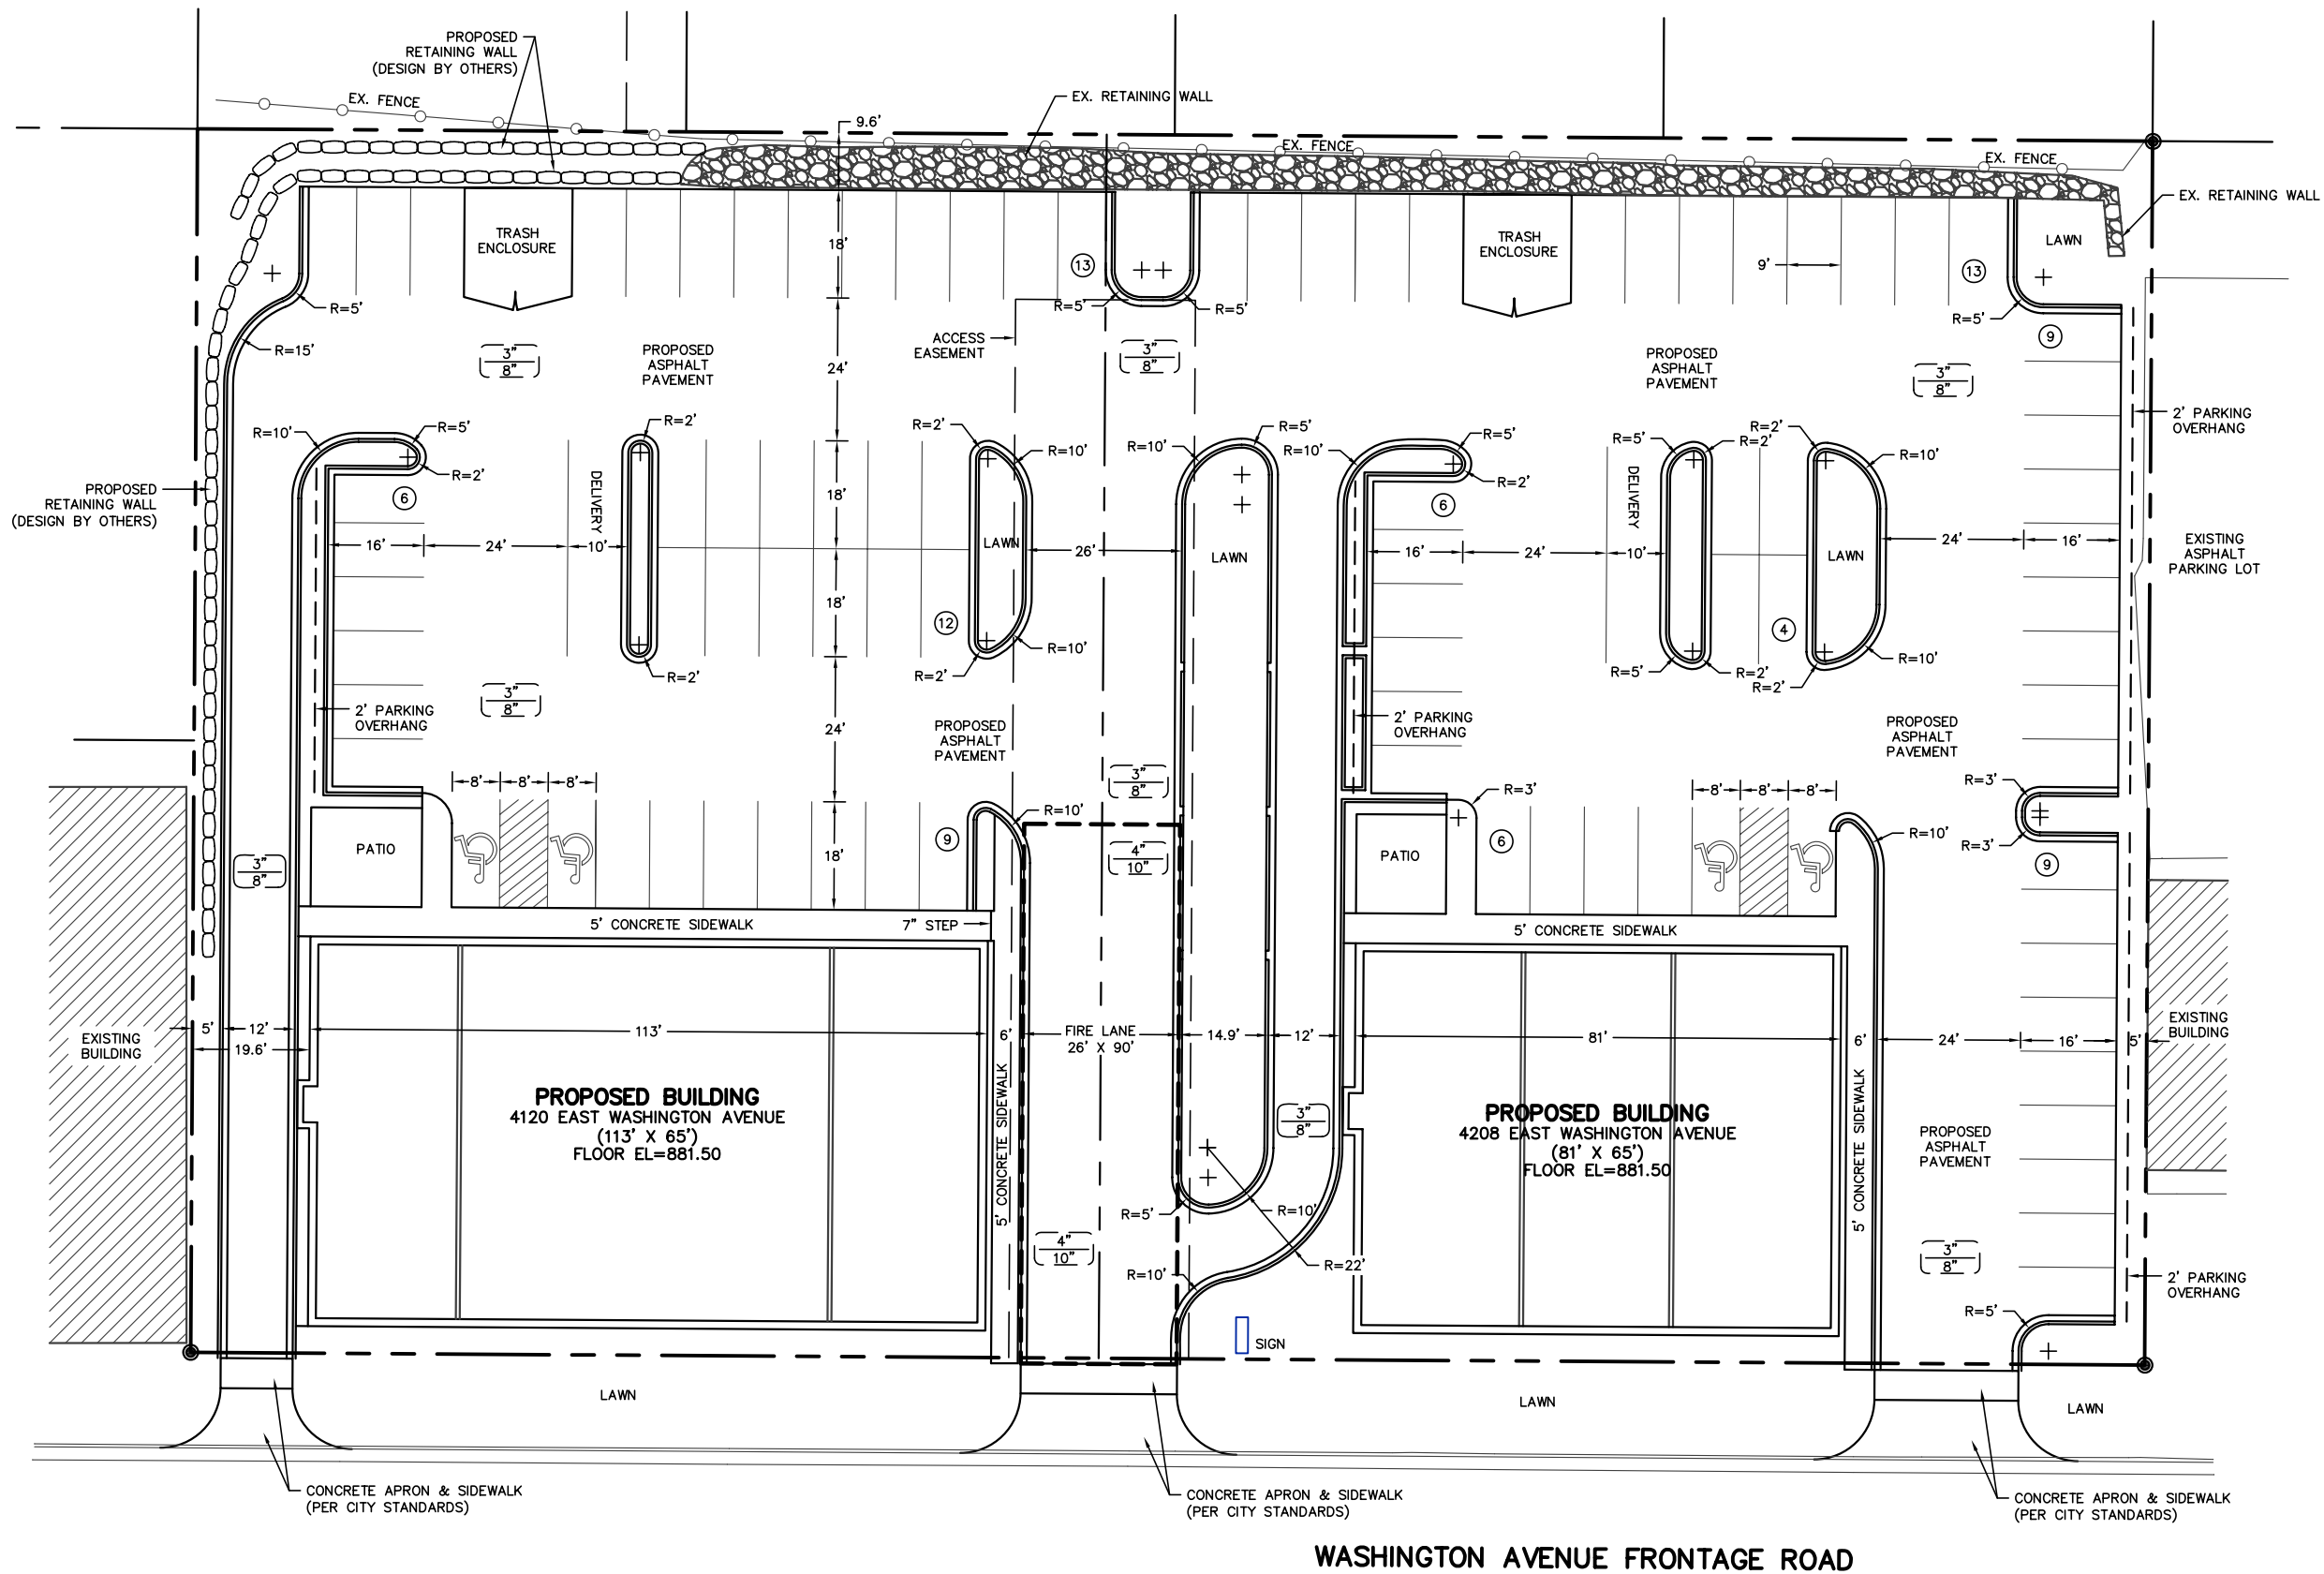 PROPOSED
RETAINING WALL
(DESIGN BY OTHERS)
EX. FENCE
9.6'
EX. RETAINING WALL
EX. FENCE
EX. FENCE
EX. RETAINING WALL
TRASH
ENCLOSURE
18'
13
TRASH
ENCLOSURE
9'
13
LAWN
R=5'
R=5'
R=5'
R=5'
R=15'
3"
8"
PROPOSED
ASPHALT
PAVEMENT
24'
ACCESS
EASEMENT
3"
8"
PROPOSED
ASPHALT
PAVEMENT
3"
8"
9
2' PARKING
OVERHANG
R=10'
R=5'
R=2'
R=2'
R=10'
R=10'
R=5'
R=10'
R=5'
R=5'
R=2'
R=2'
R=10'
R=2'
R=2'
PROPOSED
RETAINING WALL
(DESIGN BY OTHERS)
6
DELIVERY
18'
6
DELIVERY
16'
24'
10'
LAWN
26'
LAWN
16'
24'
10'
LAWN
24'
16'
EXISTING
ASPHALT
PARKING LOT
18'
12
4
R=2'
R=2'
R=10'
R=5'
R=2'
R=2'
R=10'
3"
8"
2' PARKING
OVERHANG
24'
PROPOSED
ASPHALT
PAVEMENT
2' PARKING
OVERHANG
PROPOSED
ASPHALT
PAVEMENT
8'
8'
8'
3"
8"
R=3'
8'
8'
8'
R=3'
R=10'
R=10'
R=3'
PATIO
18'
9
4"
10"
PATIO
6
9
3"
8"
5' CONCRETE SIDEWALK
7" STEP
5' CONCRETE SIDEWALK
EXISTING
BUILDING
5'
12'
19.6'
113'
6'
FIRE LANE
26' X 90'
14.9'
12'
81'
6'
24'
16'
5'
EXISTING
BUILDING
PROPOSED BUILDING
4120 EAST WASHINGTON AVENUE
(113' X 65')
FLOOR EL=881.50
5' CONCRETE SIDEWALK
3"
8"
PROPOSED BUILDING
4208 EAST WASHINGTON AVENUE
(81' X 65')
FLOOR EL=881.50
5' CONCRETE SIDEWALK
PROPOSED
ASPHALT
PAVEMENT
R=5'
R=10'
4"
10"
R=10'
R=22'
3"
8"
2' PARKING
OVERHANG
R=5'
SIGN
LAWN
LAWN
LAWN
CONCRETE APRON & SIDEWALK
(PER CITY STANDARDS)
CONCRETE APRON & SIDEWALK
(PER CITY STANDARDS)
CONCRETE APRON & SIDEWALK
(PER CITY STANDARDS)
WASHINGTON AVENUE FRONTAGE ROAD